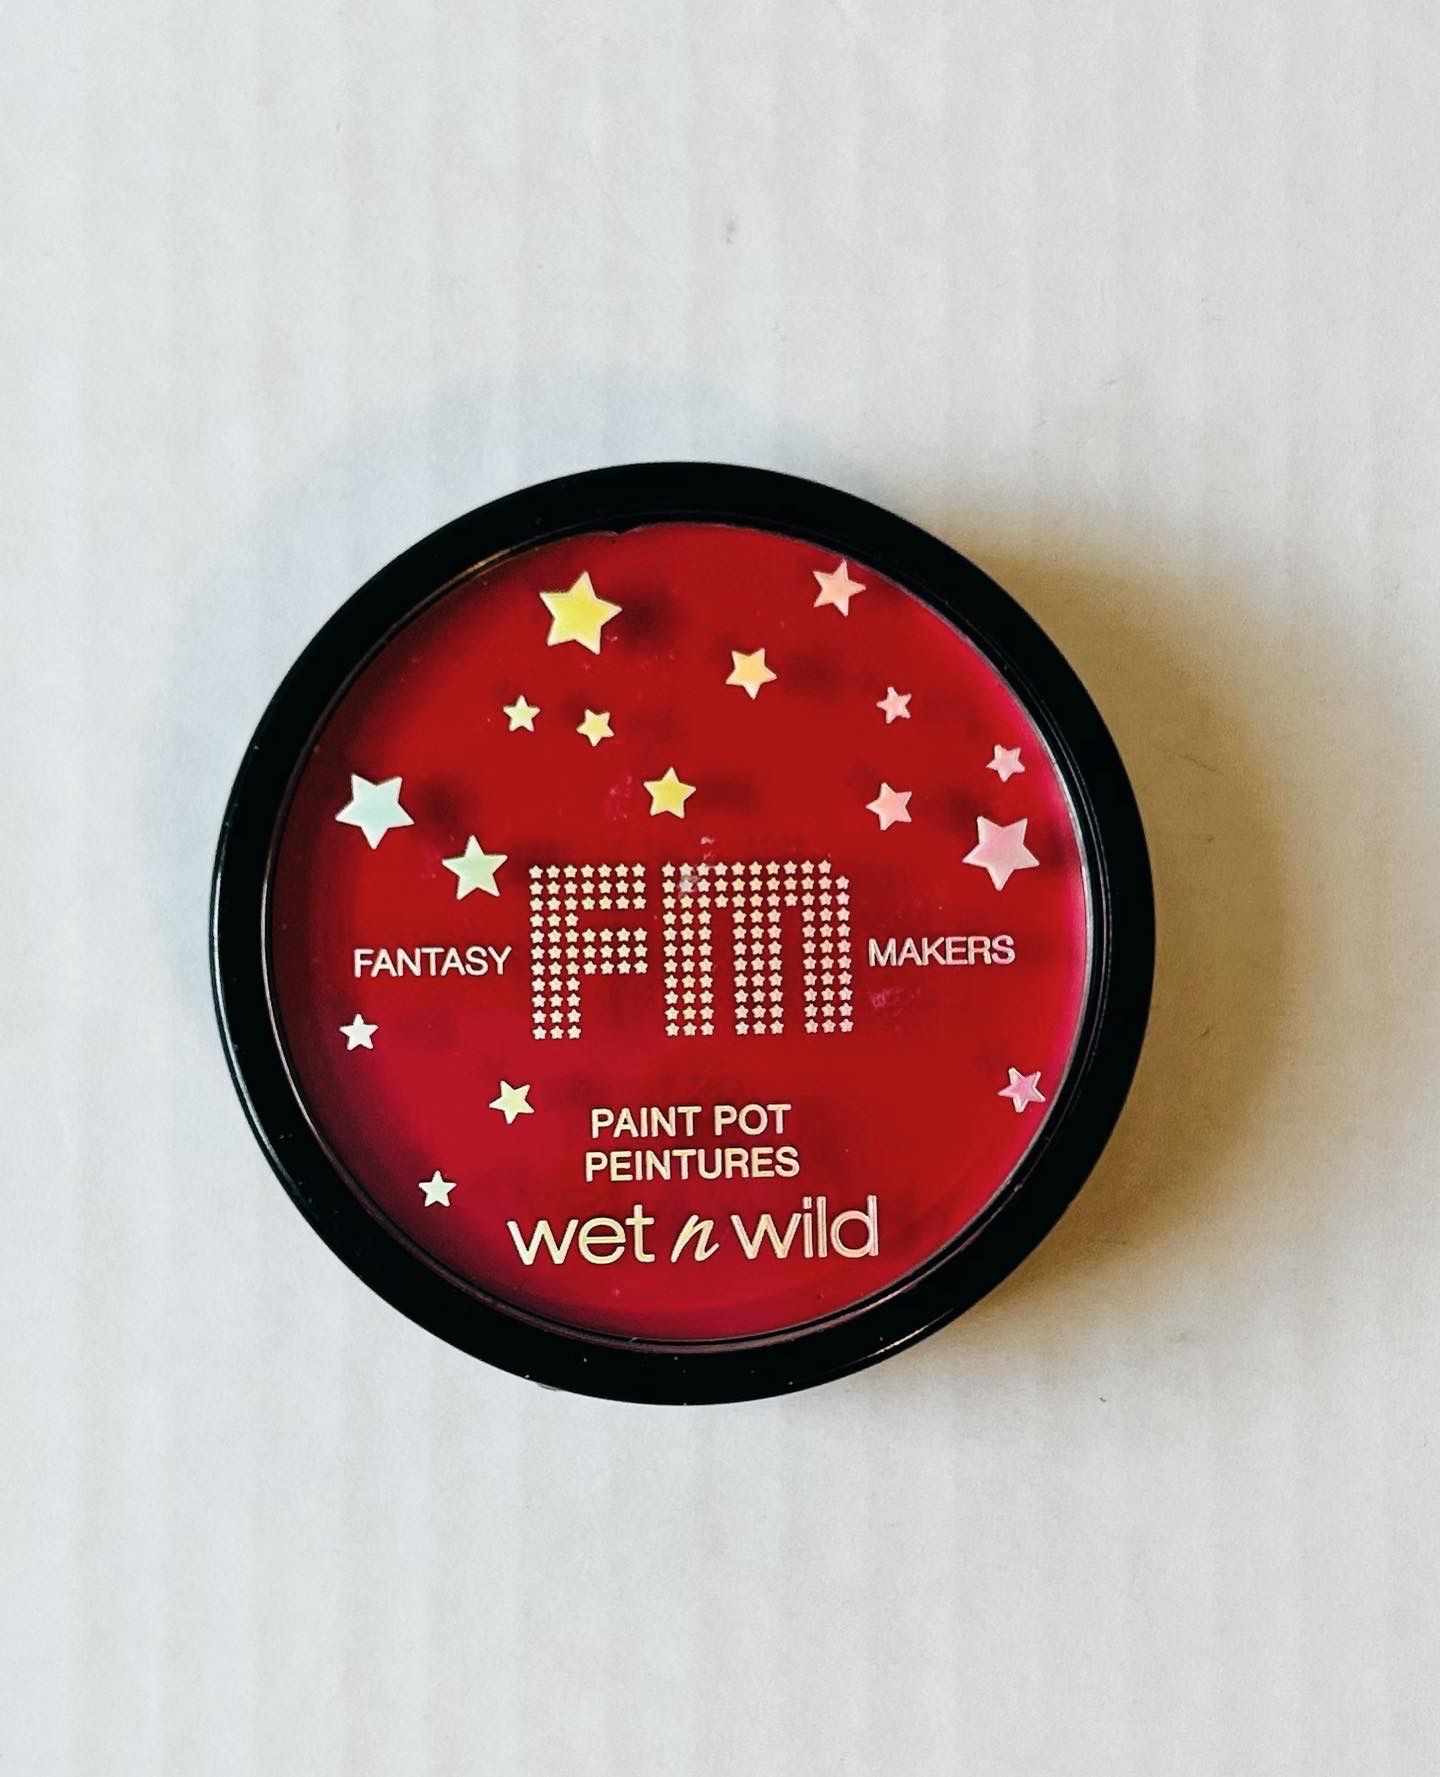 FANTASY FM MAKERS
PAINT POT
PEINTURES
wet n wild